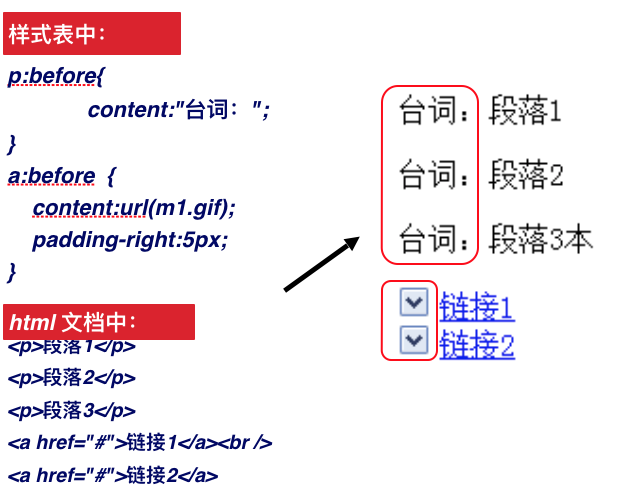 样式表中：
p:before{
content:"台词：";
}
a:before {
content:url(m1.gif);
padding-right:5px;
}
html 文档中：
<p>段落1</p>
<p>段落2</p>
<p>段落3</p>
<a href="#">链接1</a><br />
<a href="#">链接2</a>
台词：段落1
台词：段落2
台词：段落3本
链接1
链接2